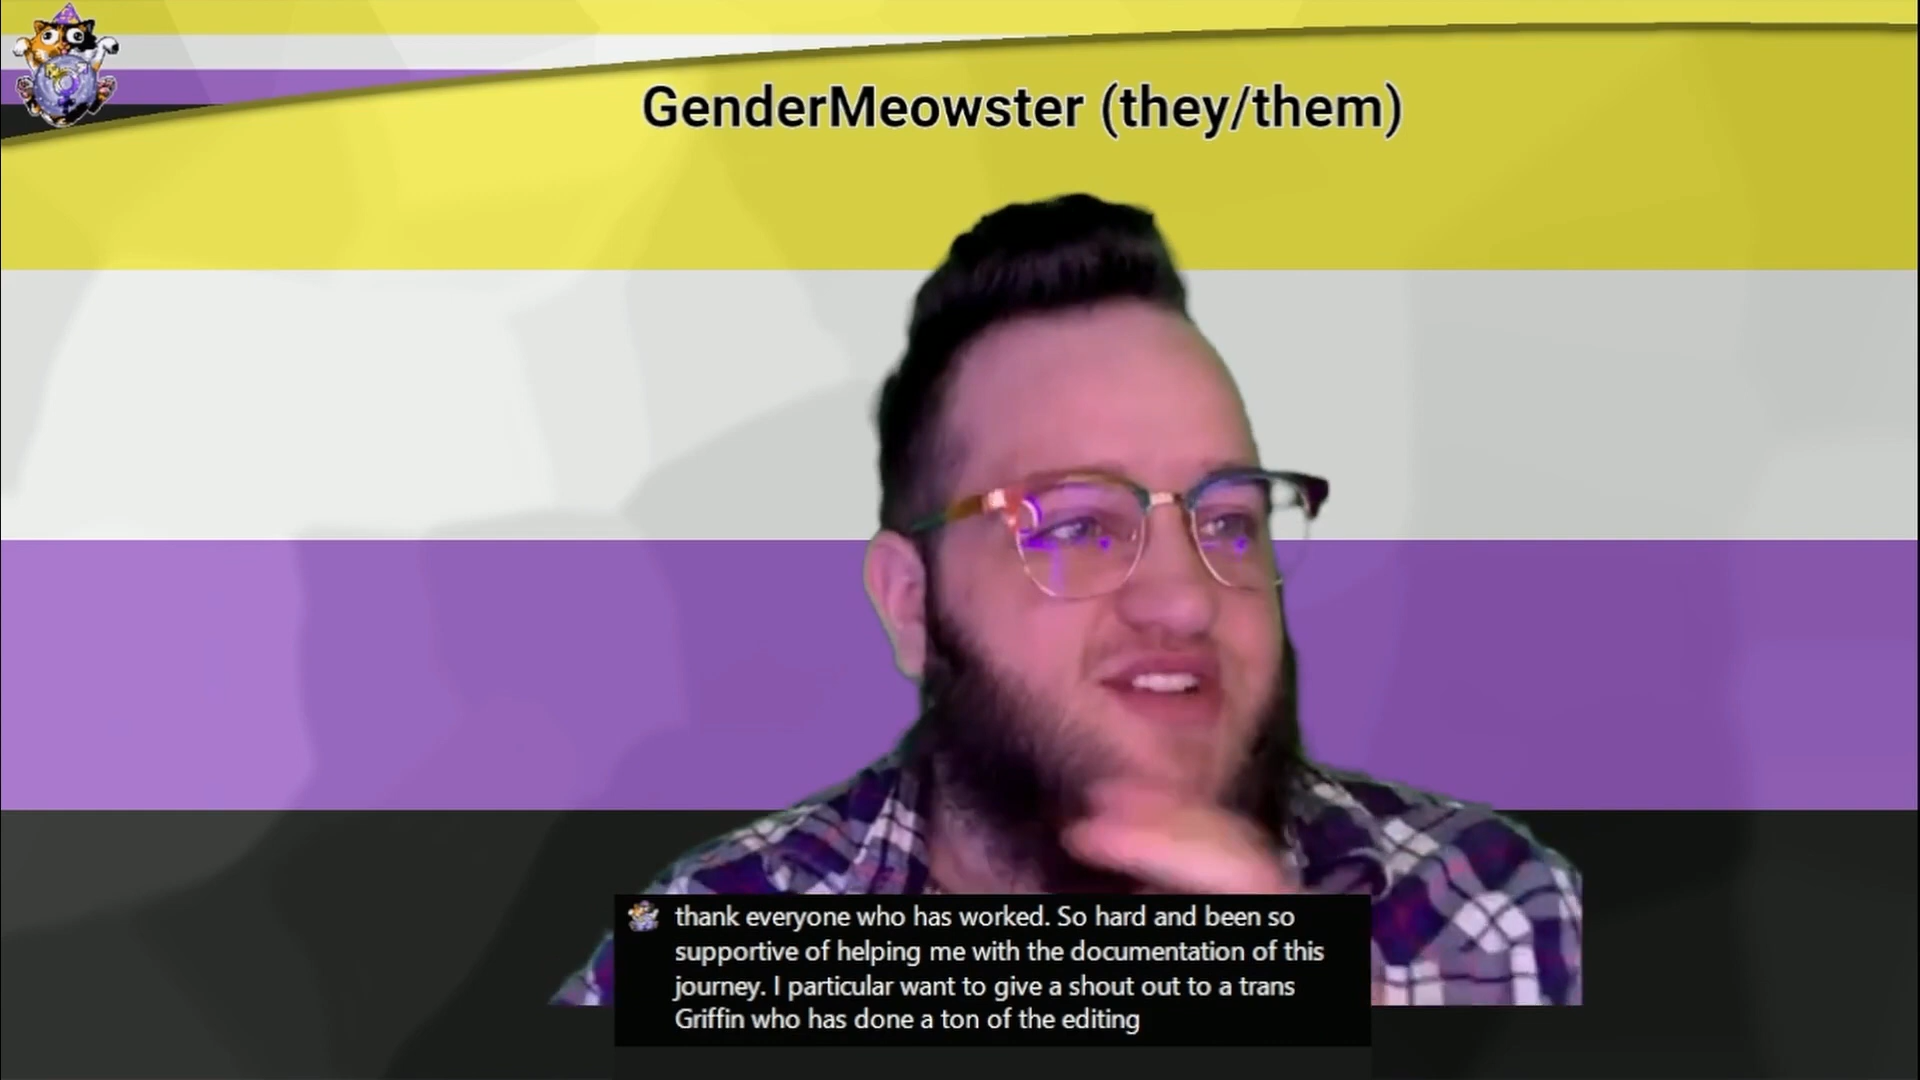 GenderMeowster (they/them)
thank everyone who has worked. So hard and been so
supportive of helping me with the documentation of this
journey. I particular want to give a shout out to a trans
Griffin who has done a ton of the editing